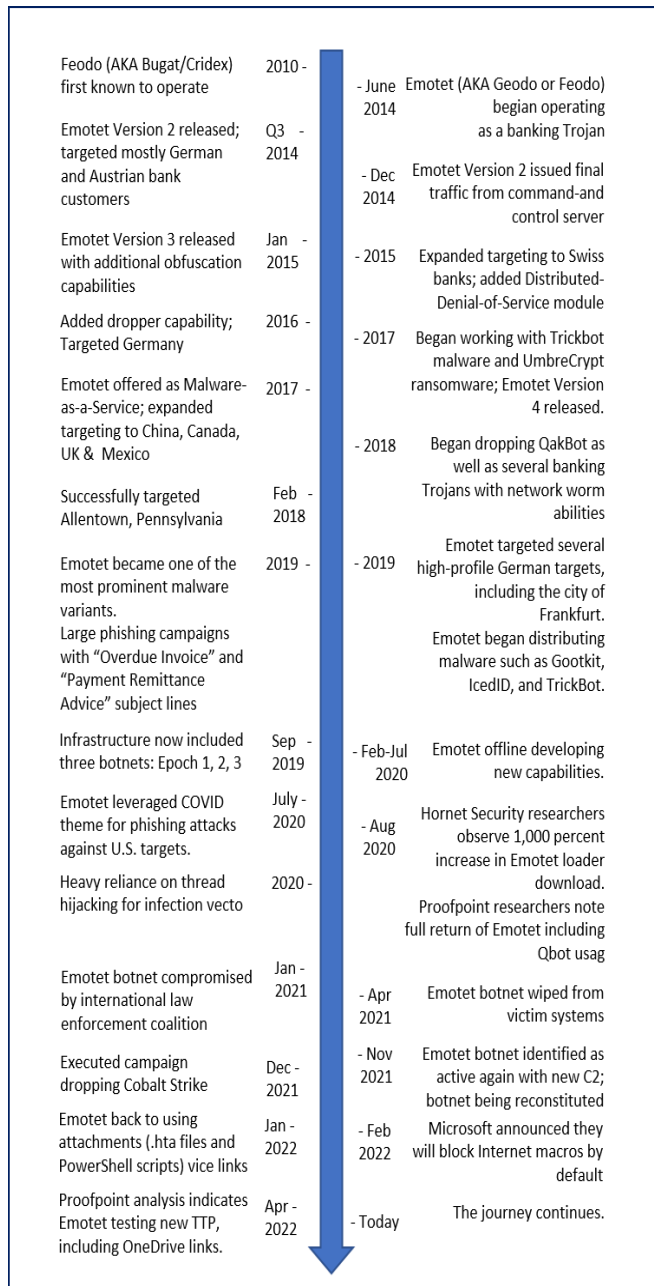 Feodo (AKA Bugat/Cridex)
first known to operate
2010 -
- June
2014
Emotet (AKA Geodo or Feodo)
begian operating
as a banking Trojan
Emotet Version 2 released;
targeted mostly German
and Austrian bank
customers
Q3 -
2014
- Dec
2014
Emotet Version 2 issued final
traffic from command-and
control server
Emotet Version 3 released
with additional obfuscation
capabilities
Jan -
2015
- 2015
Expanded targeting to Swiss
banks; added Distributed-
Denial-of-Service module
Added dropper capability;
Targeted Germany
2016 -
- 2017
Began working with Trickbot
malware and UmbreCrypt
ransomware; Emotet Version
4 released.
Emotet offered as Malware-
as-a-Service; expanded
targeting to China, Canada,
UK & Mexico
2017 -
- 2018
Began dropping QakBot as
well as several banking
Trojans with network worm
abilities
Successfully targeted
Allentown, Pennsylvania
Feb -
2018
Emotet became one of the
most prominent malware
variants.
Large phishing campaigns
with “Overdue Invoice” and
“Payment Remittance
Advice” subject lines
2019 -
- 2019
Emotet targeted several
high-profile German targets,
including the city of
Frankfurt.
Emotet began distributing
malware such as Gootkit,
IcedID, and TrickBot.
Infrastructure now included
three botnets: Epoch 1, 2, 3
Sep -
2019
- Feb-Jul
2020
Emotet offline developing
new capabilities.
Emotet leveraged COVID
theme for phishing attacks
against U.S. targets.
July -
2020
- Aug
2020
Hornet Security researchers
observe 1,000 percent
increase in Emotet loader
download.
Proofpoint researchers note
full return of Emotet including
Qbot usag
Heavy reliance on thread
hijacking for infection vecto
2020 -
Emotet botnet compromised
by international law
enforcement coalition
Jan -
2021
- Apr
2021
Emotet botnet wiped from
victim systems
Executed campaign
dropping Cobalt Strike
Dec -
2021
- Nov
2021
Emotet botnet identified as
active again with new C2;
botnet being reconstituted
Emotet back to using
attachments (.hta files and
PowerShell scripts) vice links
Jan -
2022
- Feb
2022
Microsoft announced they
will block Internet macros by
default
Proofpoint analysis indicates
Emotet testing new TTP,
including OneDrive links.
Apr -
2022
- Today
The journey continues.